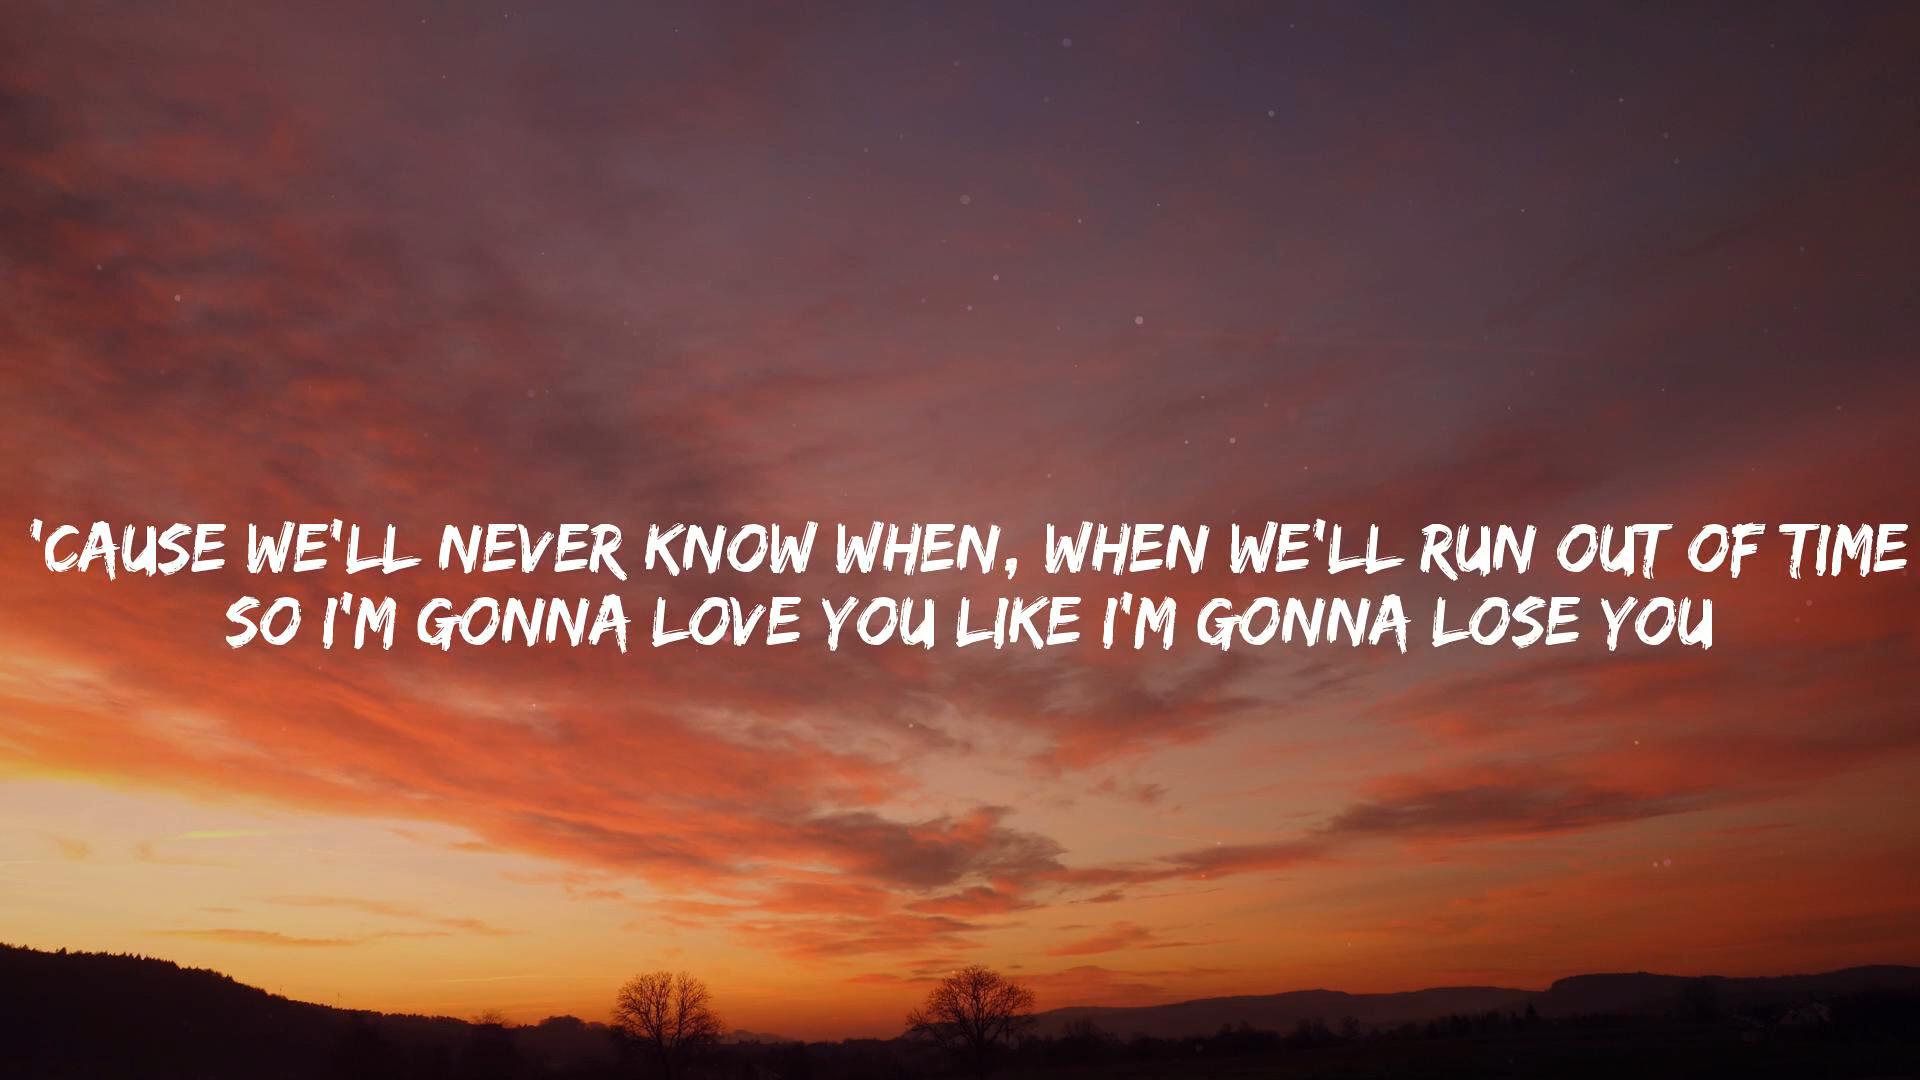 'CAUSE WE'LL NEVER KNOW WHEN, WHEN WE'LL RUN OUT OF TIME
SO I'M GONNA LOVE YOU LIKE I'M GONNA LOSE YOU